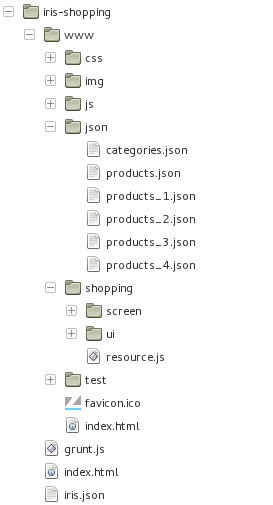 iris-shopping
www
css
img
js
json
categories.json
products.json
products_1.json
products_2.json
products_3.json
products_4.json
shopping
screen
ui
resource.js
test
favicon.ico
index.html
grunt.js
index.html
iris.json